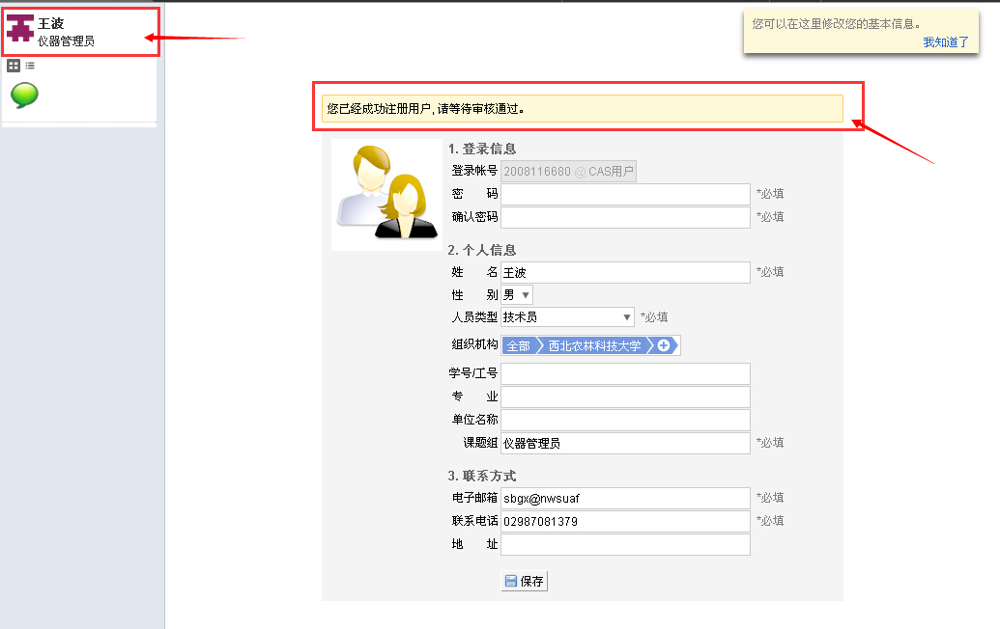 王波
仪器管理员
您可以在这里修改您的基本信息。
我知道了
您已经成功注册用户, 请等待审核通过。
1. 登录信息
登录帐号 2008116680 @ CAS用户
密 码 *必填
确认密码 *必填
2. 个人信息
姓 名 王波 *必填
性 别 男
人员类型 技术员 *必填
组织机构 全部 西北农林科技大学
学号/工号
专 业
单位名称
课题组 仪器管理员 *必填
3. 联系方式
电子邮箱 sbgx@nwsuaf *必填
联系电话 02987081379 *必填
地 址
保存